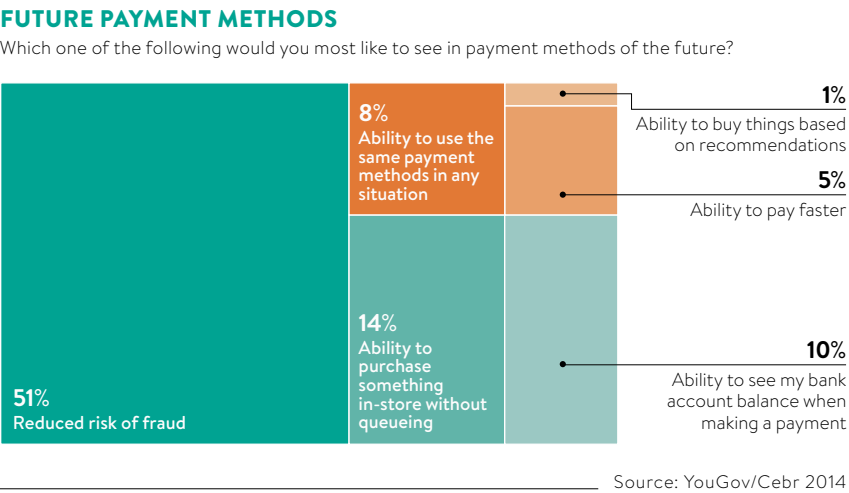 FUTURE PAYMENT METHODS
Which one of the following would you most like to see in payment methods of the future?
8%
Ability to use the
same payment
methods in any
situation
1%
Ability to buy things based
on recommendations
5%
Ability to pay faster
51%
Reduced risk of fraud
14%
Ability to
purchase
something
in-store without
queueing
10%
Ability to see my bank
account balance when
making a payment
Source: YouGov/Cebr 2014